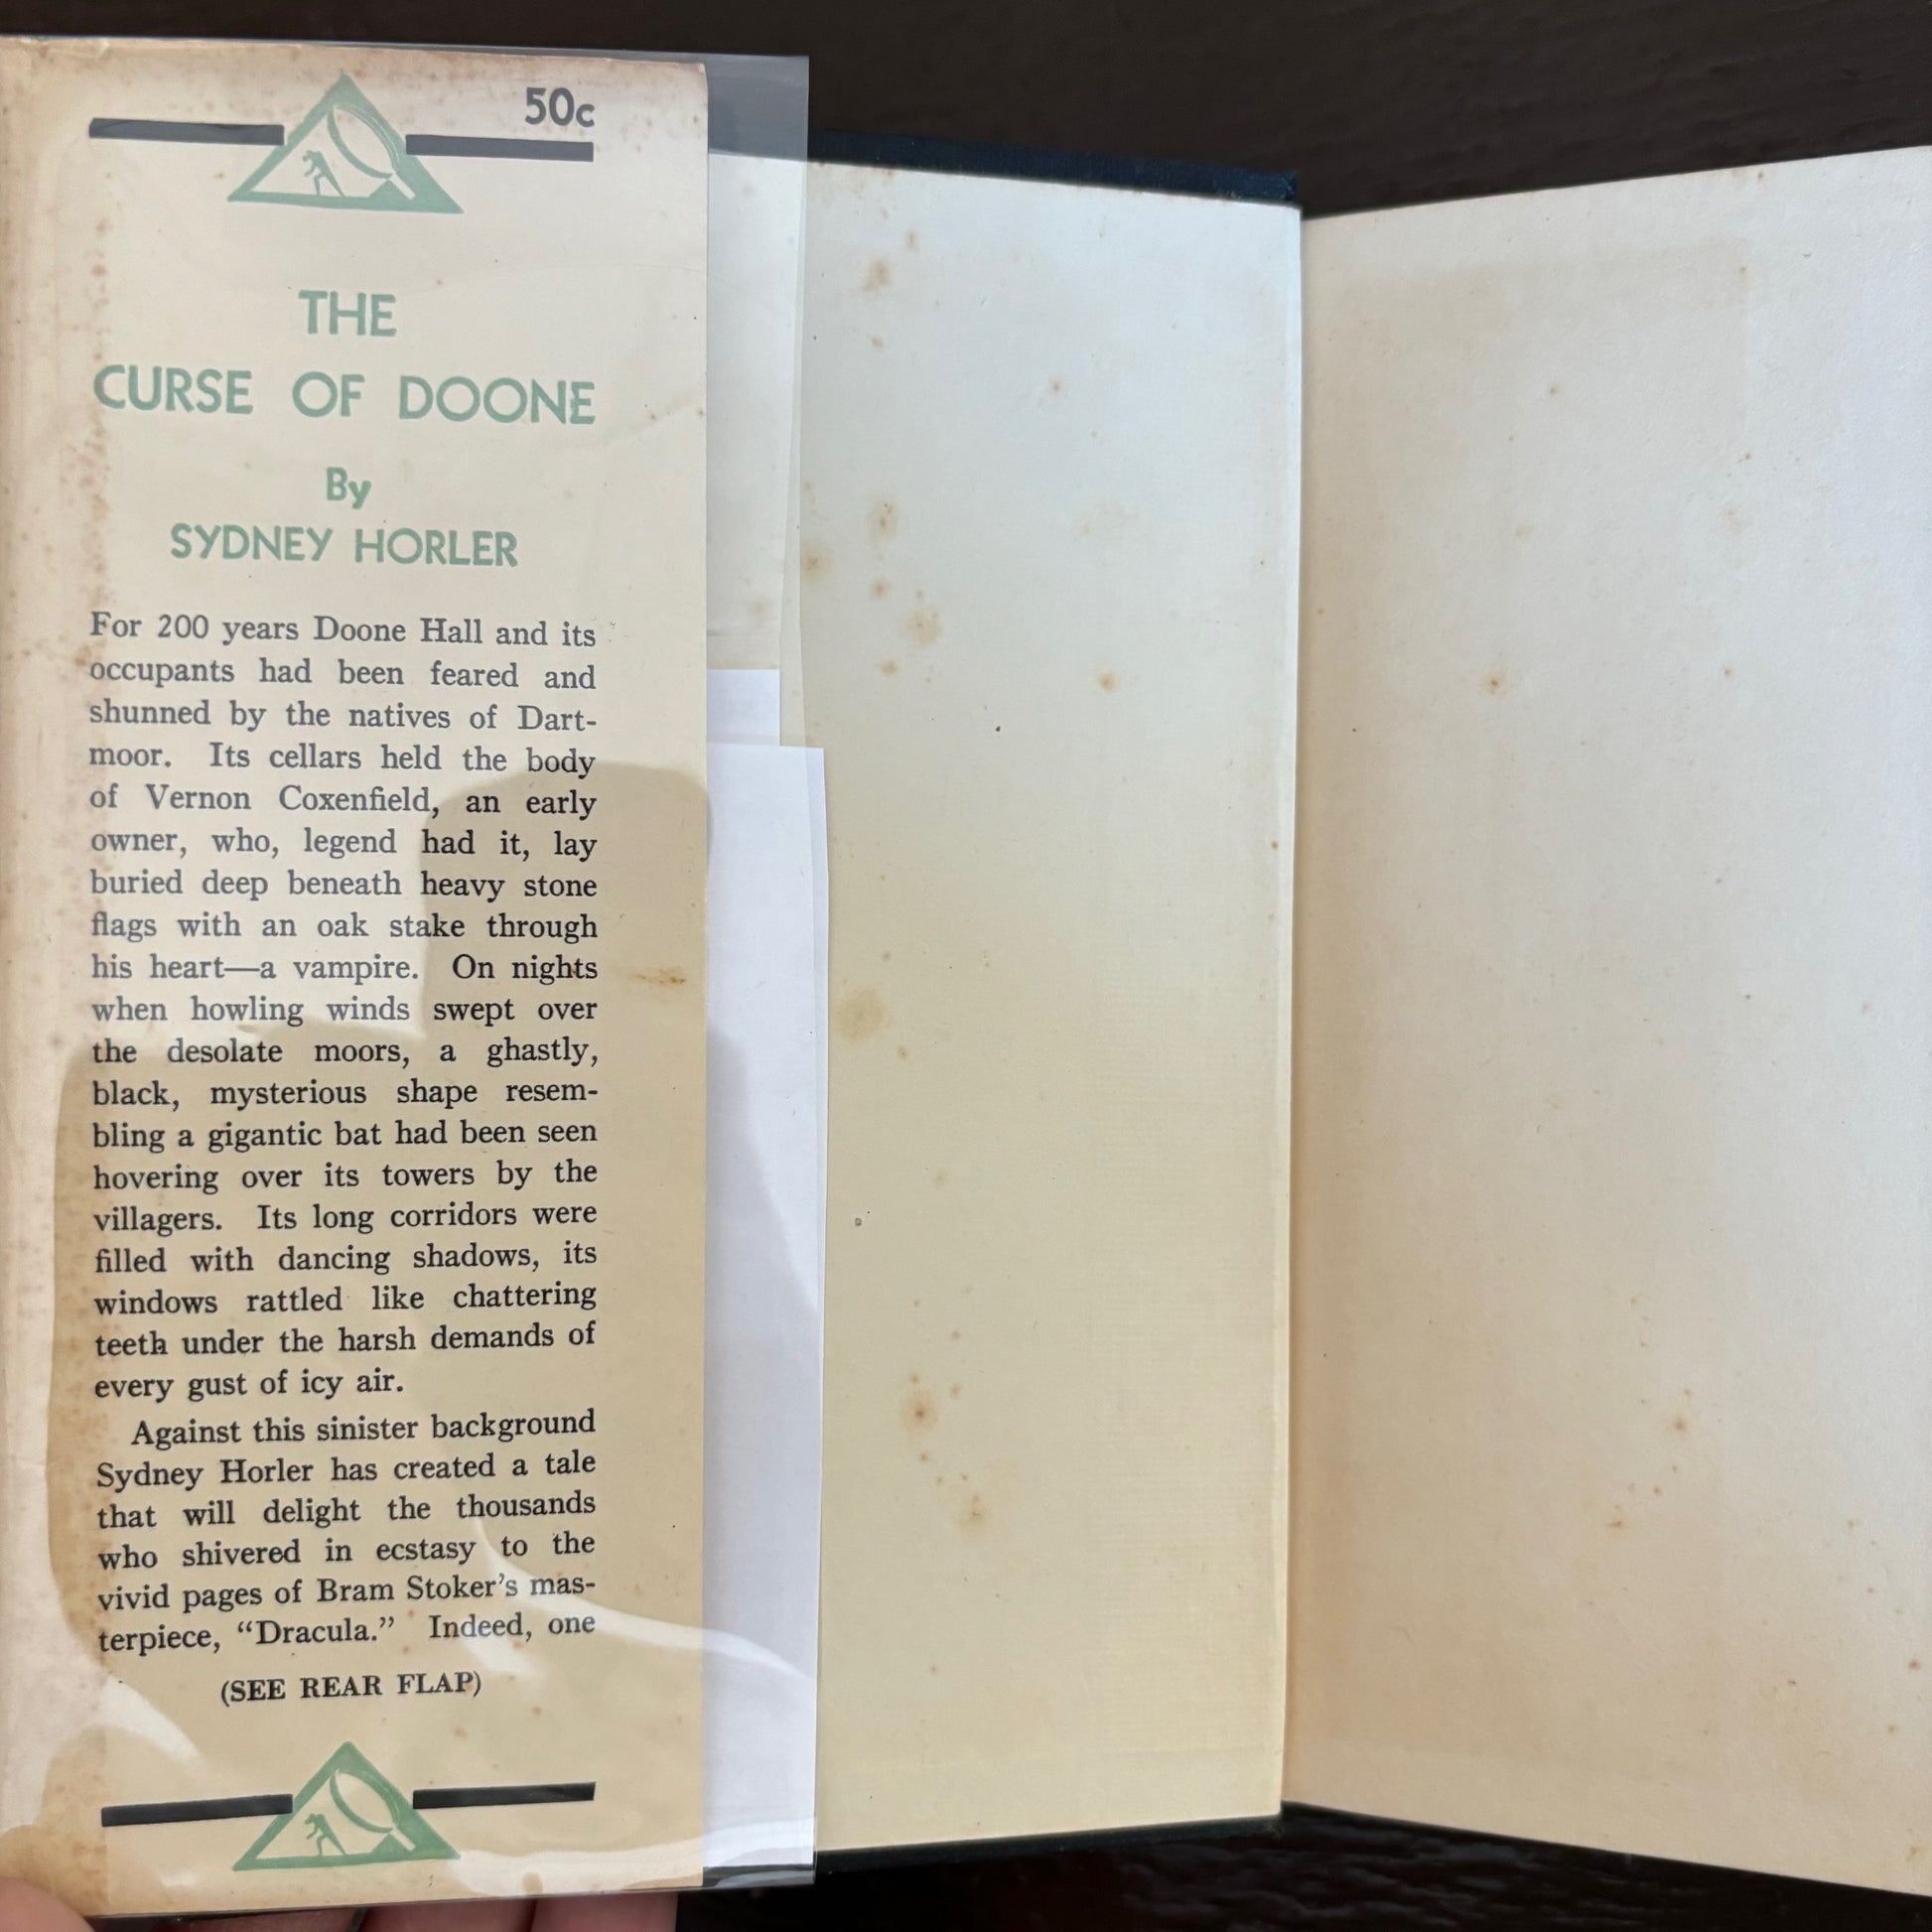 50c
THE
CURSE OF DOONE
By
SYDNEY HORLER
For 200 years Doone Hall and its
occupants had been feared and
shunned by the natives of Dart-
moor. Its cellars held the body
of Vernon Coxenfield, an early
owner, who, legend had it, lay
buried deep beneath heavy stone
flags with an oak stake through
his heart—a vampire. On nights
when howling winds swept over
the desolate moors, a ghastly,
black, mysterious shape resem-
bling a gigantic bat had been seen
hovering over its towers by the
villagers. Its long corridors were
filled with dancing shadows, its
windows rattled like chattering
teeth under the harsh demands of
every gust of icy air.
Against this sinister background
Sydney Horler has created a tale
that will delight the thousands
who shivered in ecstasy to the
vivid pages of Bram Stoker's mas-
terpiece, “Dracula.” Indeed, one
(SEE REAR FLAP)